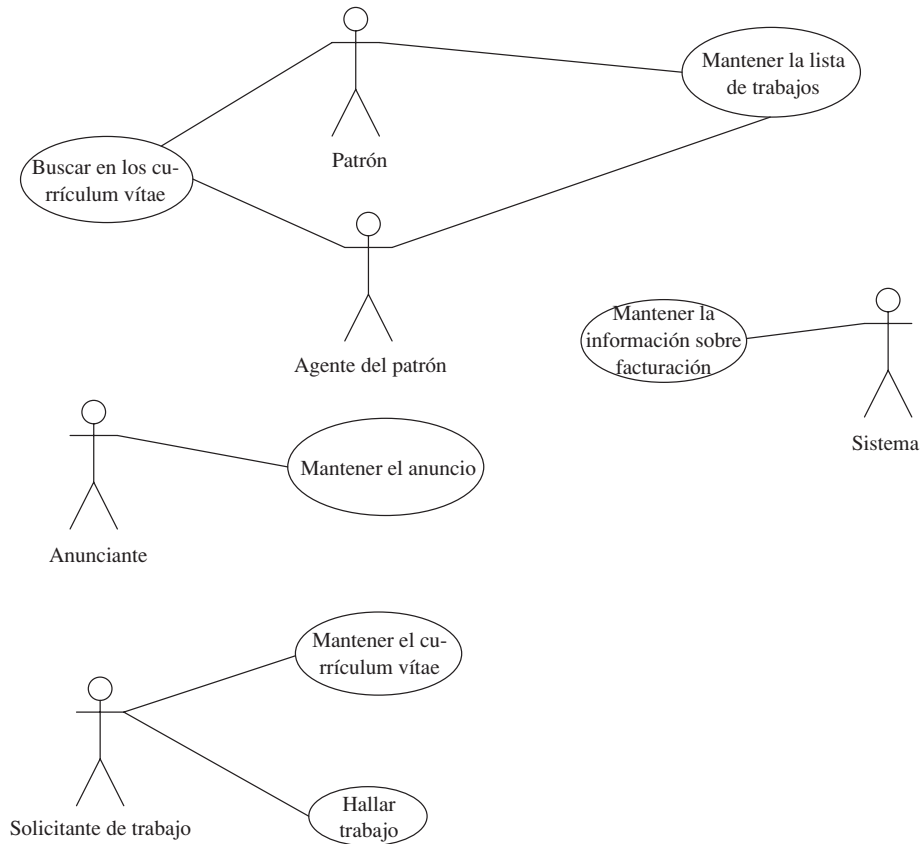 Mantener la lista
de trabajos
Patrón
Buscar en los cu-
rrículum vítae
Agente del patrón
Mantener la
información sobre
facturación
Sistema
Mantener el anuncio
Anunciante
Mantener el cu-
rrículum vítae
Hallar
trabajo
Solicitante de trabajo